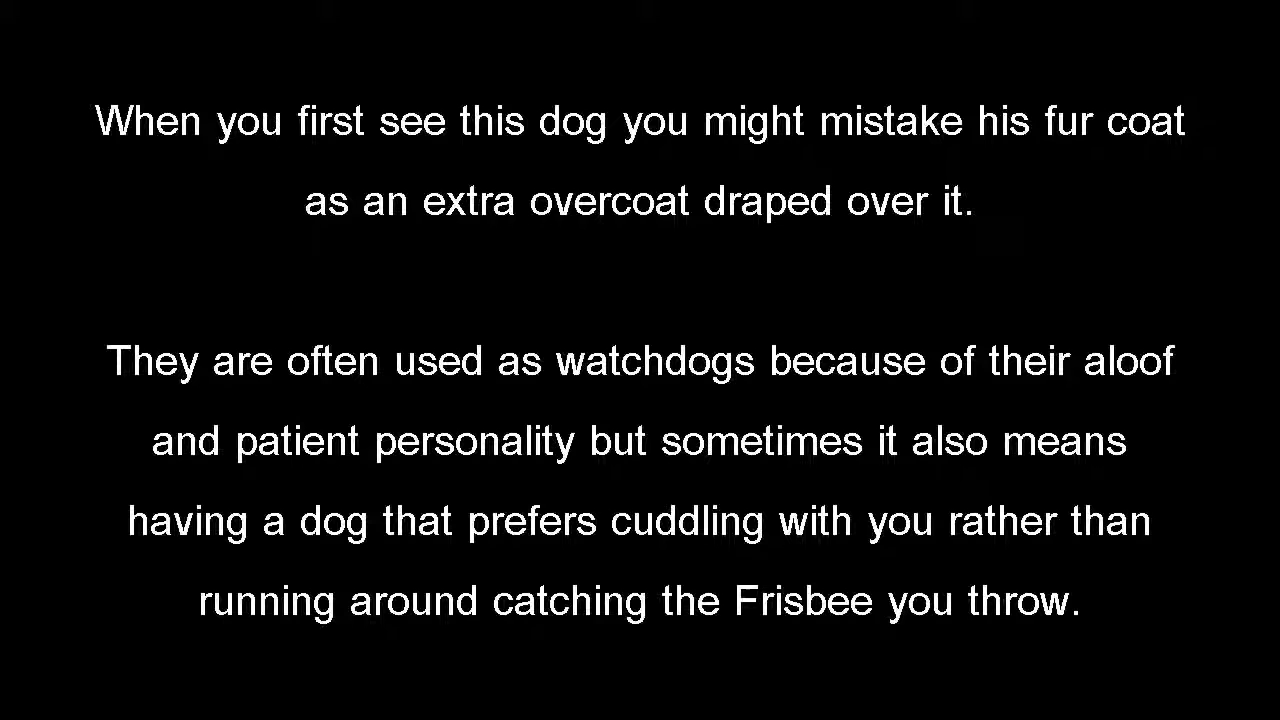 When you first see this dog you might mistake his fur coat
as an extra overcoat draped over it.
They are often used as watchdogs because of their aloof
and patient personality but sometimes it also means
having a dog that prefers cuddling with you rather than
running around catching the Frisbee you throw.